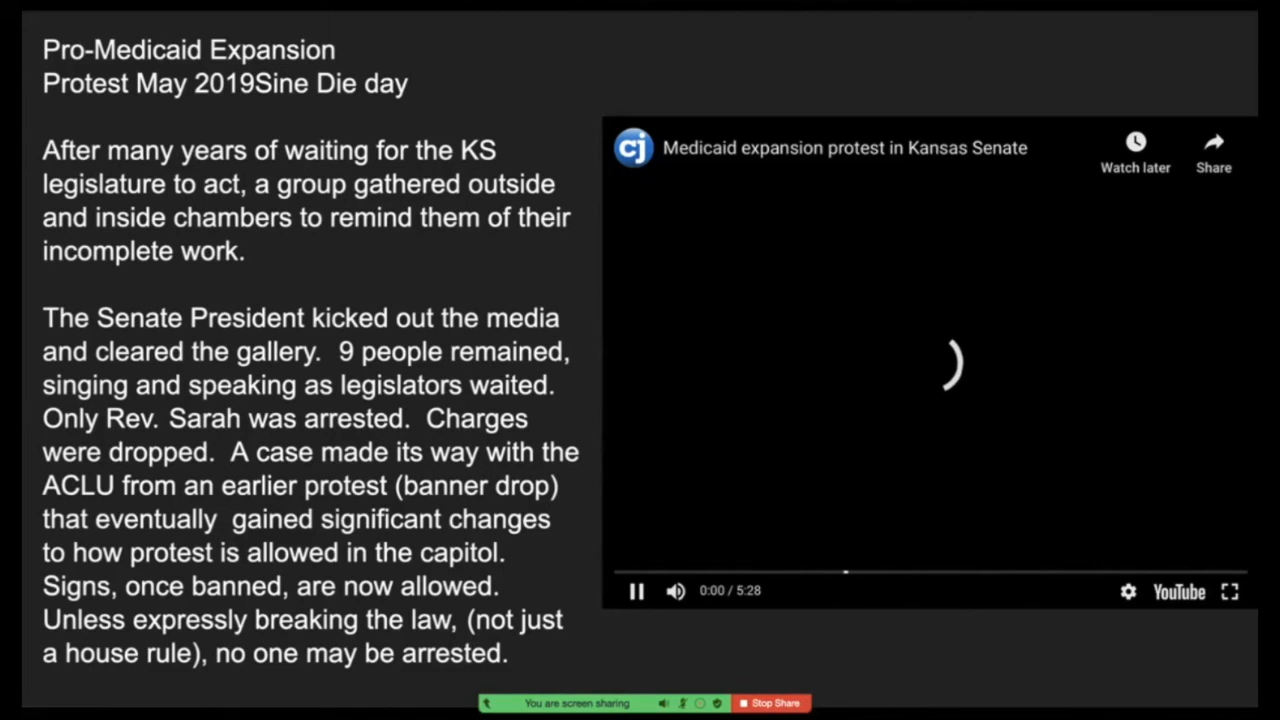 Pro-Medicaid Expansion
Protest May 2019Sine Die day
After many years of waiting for the KS
legislature to act, a group gathered outside
and inside chambers to remind them of their
incomplete work.
The Senate President kicked out the media
and cleared the gallery.  9 people remained,
singing and speaking as legislators waited.
Only Rev. Sarah was arrested.  Charges
were dropped.  A case made its way with the
ACLU from an earlier protest (banner drop)
that eventually  gained significant changes
to how protest is allowed in the capitol.
Signs, once banned, are now allowed.
Unless expressly breaking the law, (not just
a house rule), no one may be arrested.
cj
Medicaid expansion protest in Kansas Senate
Watch later
Share
0:00 / 5:28
YouTube
You are screen sharing
Stop Share